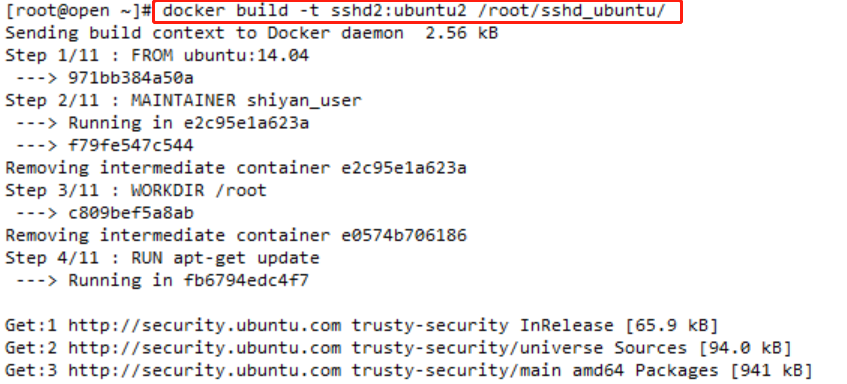 [root@open ~]# docker build -t sshd2:ubuntu2 /root/sshd_ubuntu/
Sending build context to Docker daemon  2.56 kB
Step 1/11 : FROM ubuntu:14.04
 ---> 971bb384a50a
Step 2/11 : MAINTAINER shiyan_user
 ---> Running in e2c95e1a623a
 ---> f79fe547c544
Removing intermediate container e2c95e1a623a
Step 3/11 : WORKDIR /root
 ---> c809bef5a8ab
Removing intermediate container e0574b706186
Step 4/11 : RUN apt-get update
 ---> Running in fb6794edc4f7
Get:1 http://security.ubuntu.com trusty-security InRelease [65.9 kB]
Get:2 http://security.ubuntu.com trusty-security/universe Sources [94.0 kB]
Get:3 http://security.ubuntu.com trusty-security/main amd64 Packages [941 kB]